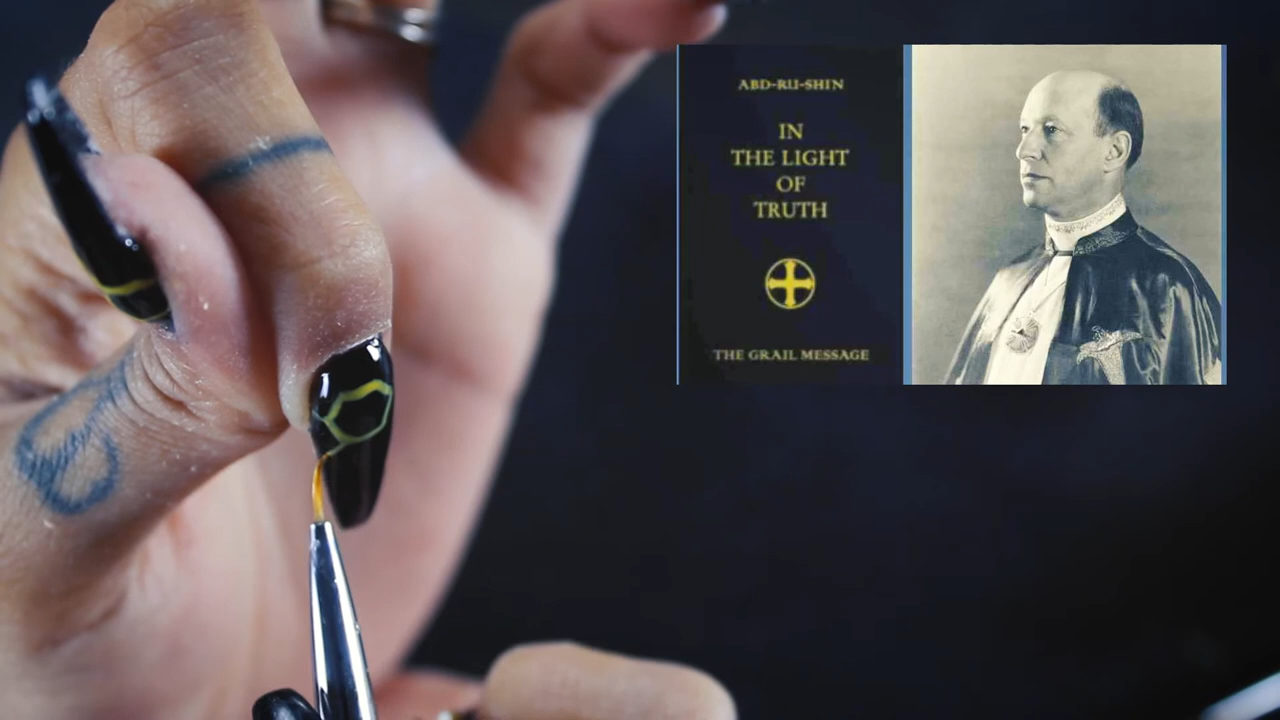 ABD-RU-SHIN
IN
THE LIGHT
OF
TRUTH
THE GRAIL MESSAGE